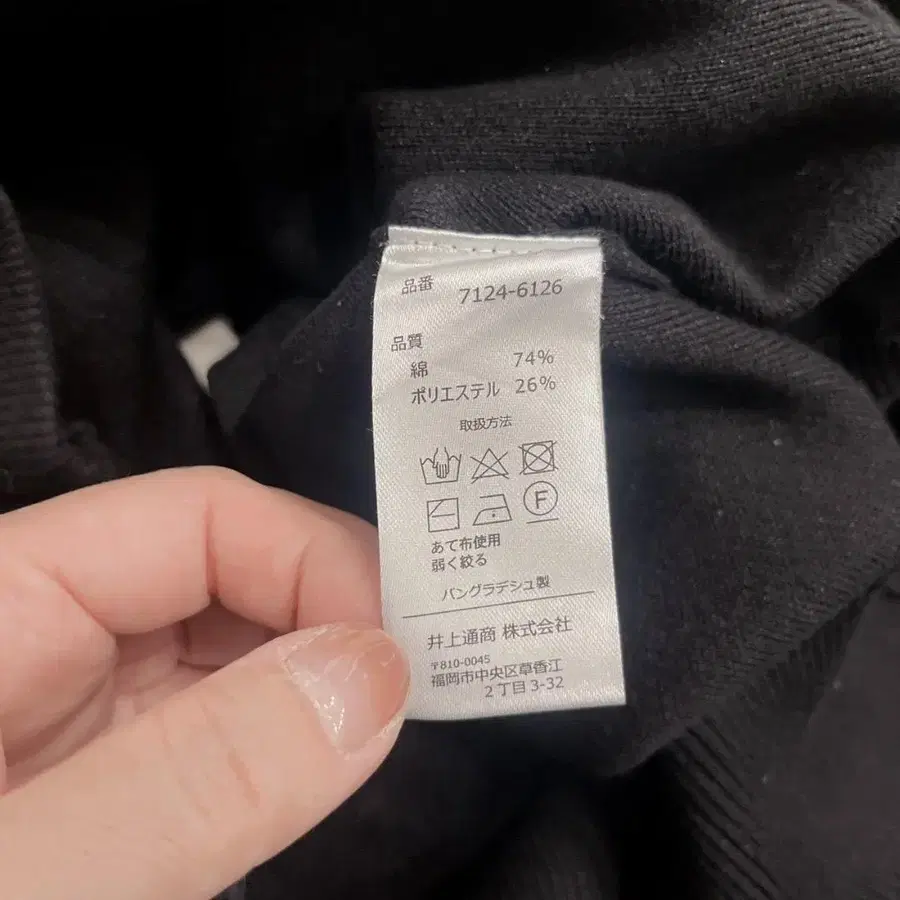 品番 7124-6126
品質
綿 74%
ポリエステル 26%
取扱方法
F
あて布使用
弱く絞る
バングラデシュ製
井上通商 株式会社
〒810-0045
福岡市中央区草香江
2丁目3-32